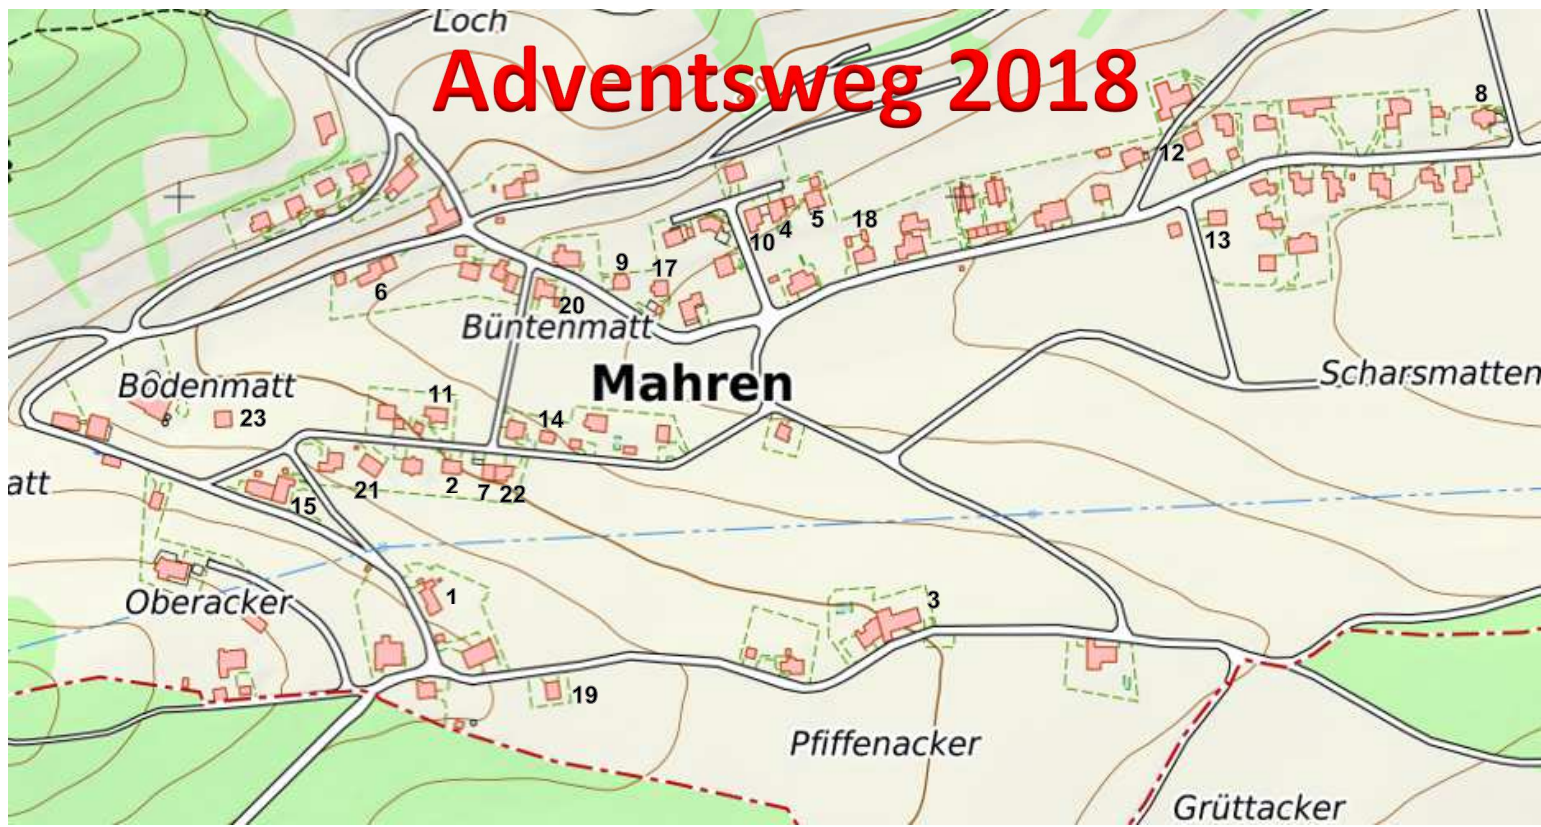 Loch
Adventsweg 2018
8
12
5
4
10
18
13
9
17
6
20
Büntenmatt
Mahren
Scharsmatten
Bodenmatt
23
11
14
att
21
2
7
22
15
1
3
Oberacker
19
Pfiffenacker
Grüttacker